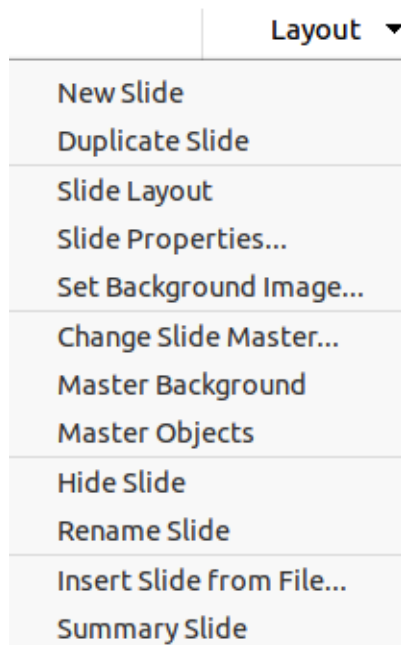 Layout
New Slide
Duplicate Slide
Slide Layout
Slide Properties...
Set Background Image...
Change Slide Master...
Master Background
Master Objects
Hide Slide
Rename Slide
Insert Slide from File...
Summary Slide